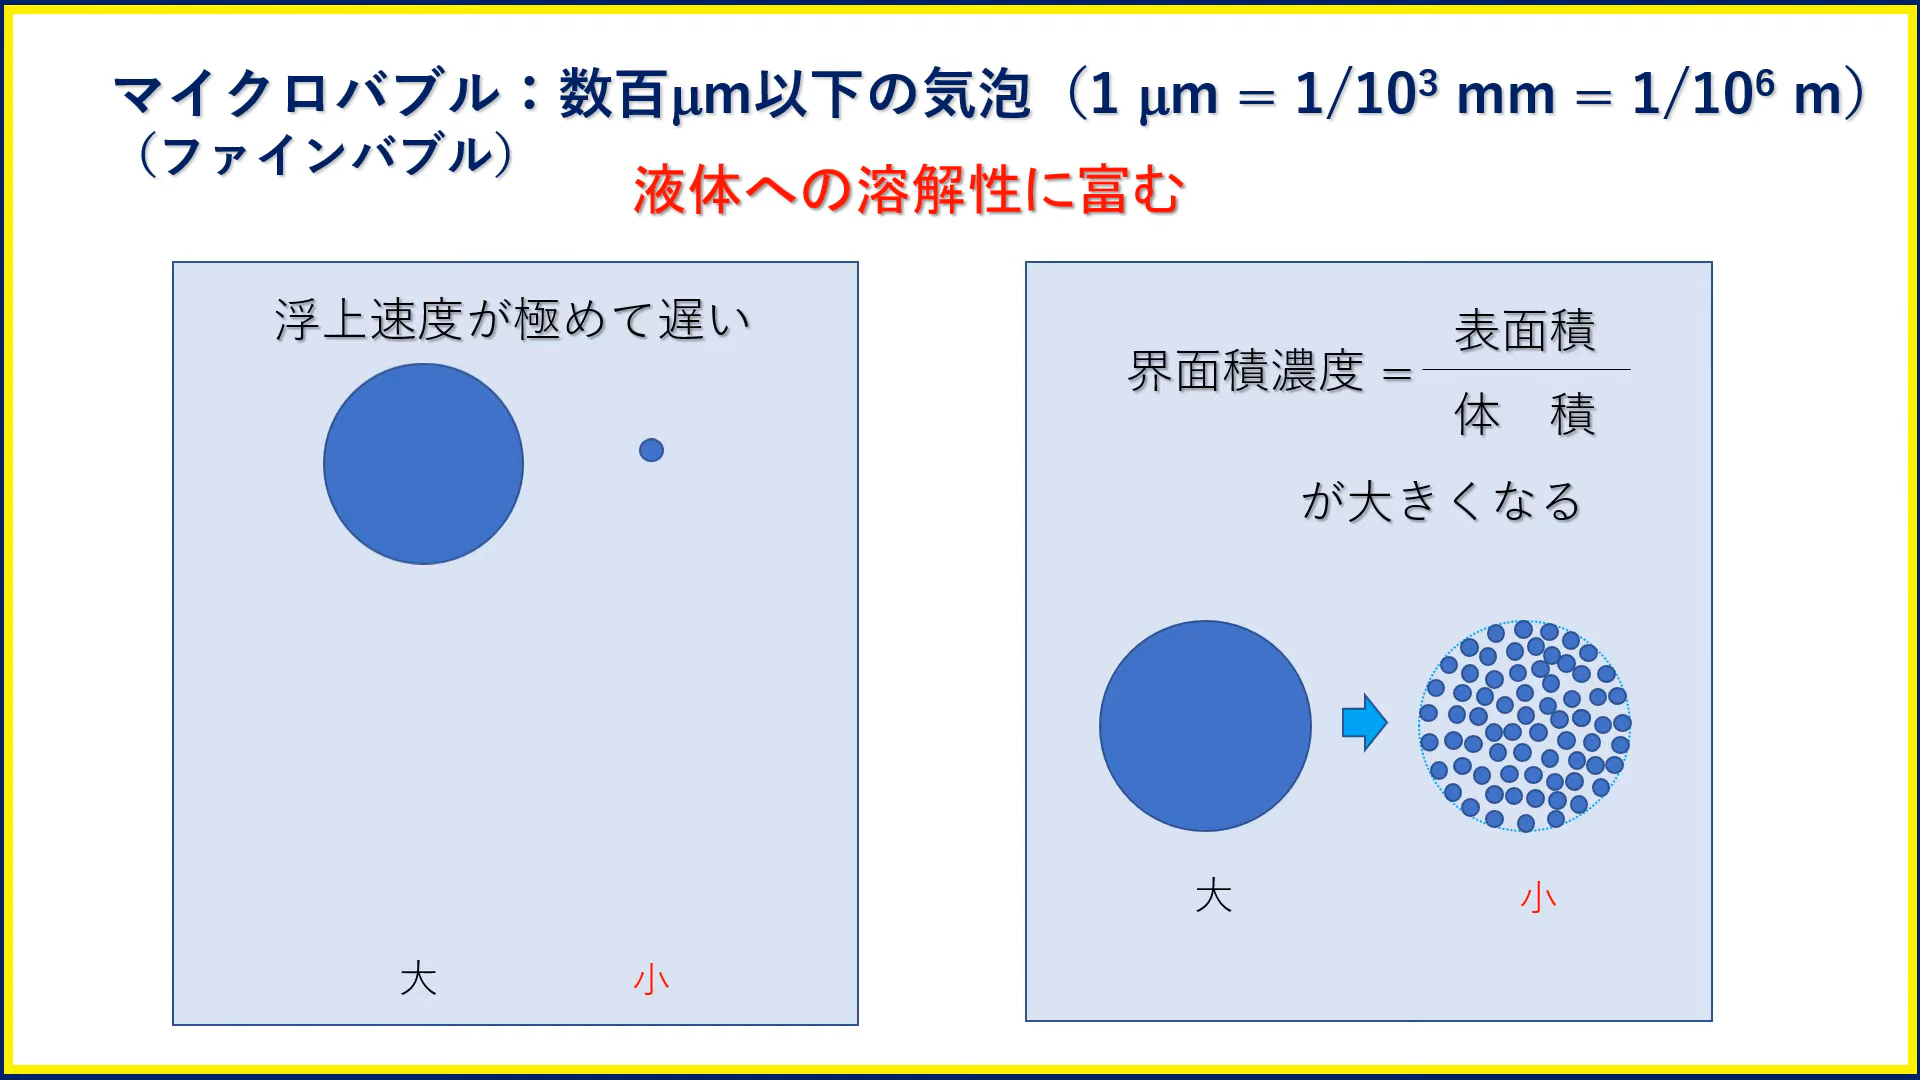 マイクロバブル：数百μm以下の気泡（1 μm = 1/10³ mm = 1/10⁶ m）
（ファインバブル）
液体への溶解性に富む
浮上速度が極めて遅い
大
小
界面積濃度 =
表面積
体　積
が大きくなる
大
小